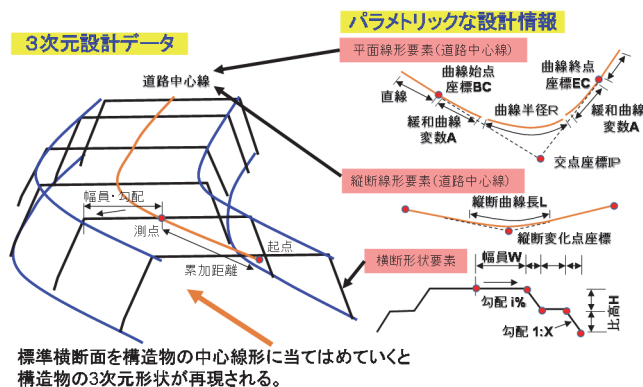 3次元設計データ
パラメトリックな設計情報
平面線形要素(道路中心線)
道路中心線
曲線始点
座標BC
曲線終点
座標EC
直線
曲線半径R
緩和曲線
変数A
緩和曲線
変数A
交点座標IP
縦断線形要素(道路中心線)
縦断曲線長L
縦断変化点座標
幅員・勾配
測点
起点
累加距離
横断形状要素
幅員W
勾配 i%
比高H
勾配 1:X
標準横断面を構造物の中心線形に当てはめていくと
構造物の3次元形状が再現される。